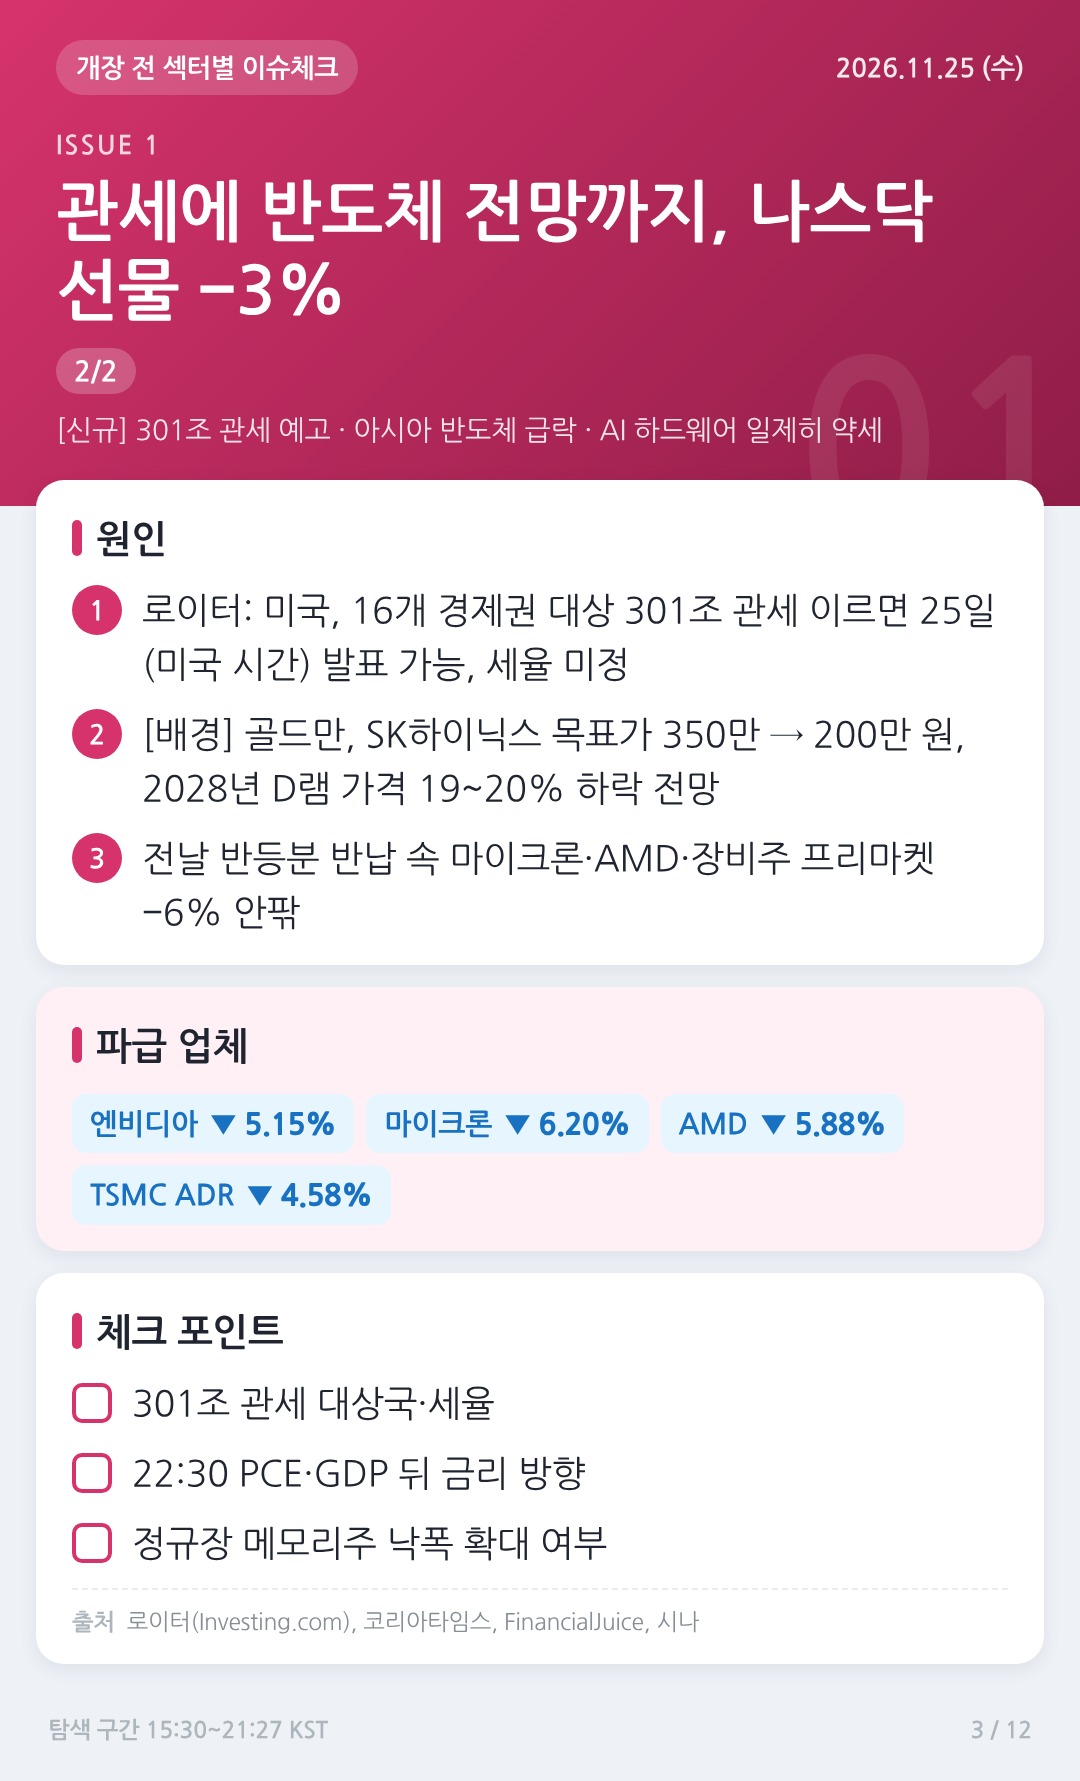 개장 전 섹터별 이슈체크
2026.11.25 (수)
ISSUE 1
관세에 반도체 전망까지, 나스닥
선물 −3%
2/2
01
[신규] 301조 관세 예고 · 아시아 반도체 급락 · AI 하드웨어 일제히 약세
원인
1 로이터: 미국, 16개 경제권 대상 301조 관세 이르면 25일
(미국 시간) 발표 가능, 세율 미정
2 [배경] 골드만, SK하이닉스 목표가 350만 → 200만 원,
2028년 D램 가격 19~20% 하락 전망
3 전날 반등분 반납 속 마이크론·AMD·장비주 프리마켓
−6% 안팎
파급 업체
엔비디아 ▼ 5.15% 마이크론 ▼ 6.20% AMD ▼ 5.88%
TSMC ADR ▼ 4.58%
체크 포인트
301조 관세 대상국·세율
22:30 PCE·GDP 뒤 금리 방향
정규장 메모리주 낙폭 확대 여부
출처 로이터(Investing.com), 코리아타임스, FinancialJuice, 시나
탐색 구간 15:30~21:27 KST
3 / 12